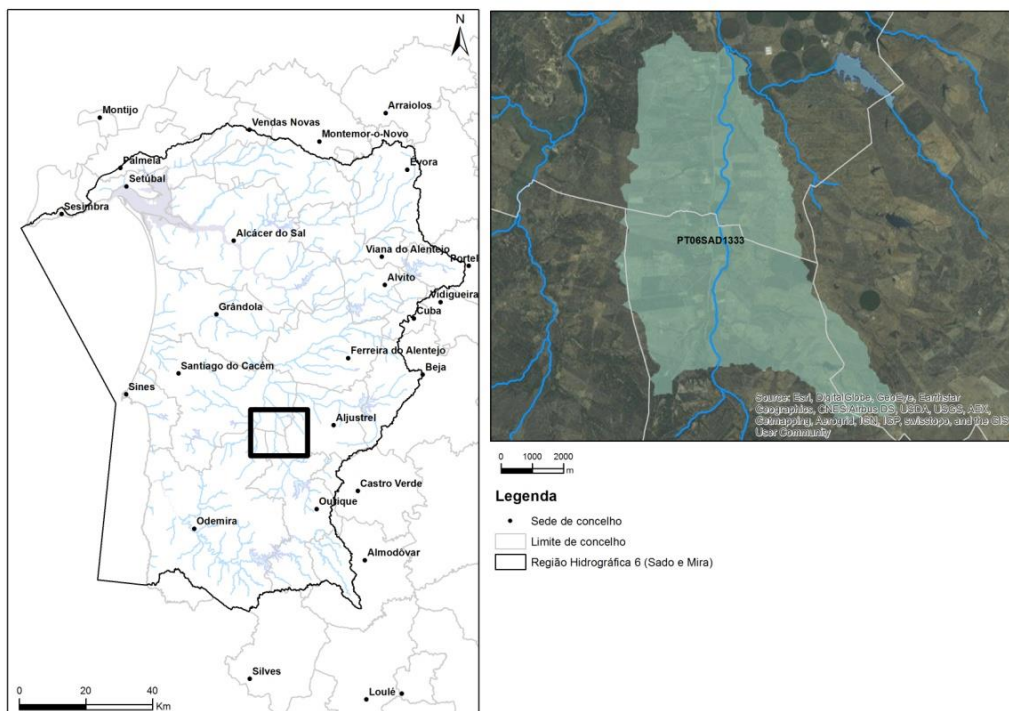 N
Montijo
Arraiolos
Vendas Novas
Montemor-o-Novo
Évora
Palmela
Setúbal
Sesimbra
Alcácer do Sal
Viana do Alentejo
Portel
Alvito
Vidigueira
Grândola
Cuba
Ferreira do Alentejo
Santiago do Cacém
Beja
Sines
Aljustrel
Castro Verde
Ourique
Odemira
Almodôvar
Silves
Loulé
0 20 40
Km
PT06SAD1333
Source: Esri, DigitalGlobe, GeoEye, Earthstar
Geographics, CNES/Airbus DS, USDA, USGS, AEX,
Getmapping, Aerogrid, IGN, IGP, swisstopo, and the GIS
User Community
0 1000 2000
m
Legenda
Sede de concelho
Limite de concelho
Região Hidrográfica 6 (Sado e Mira)